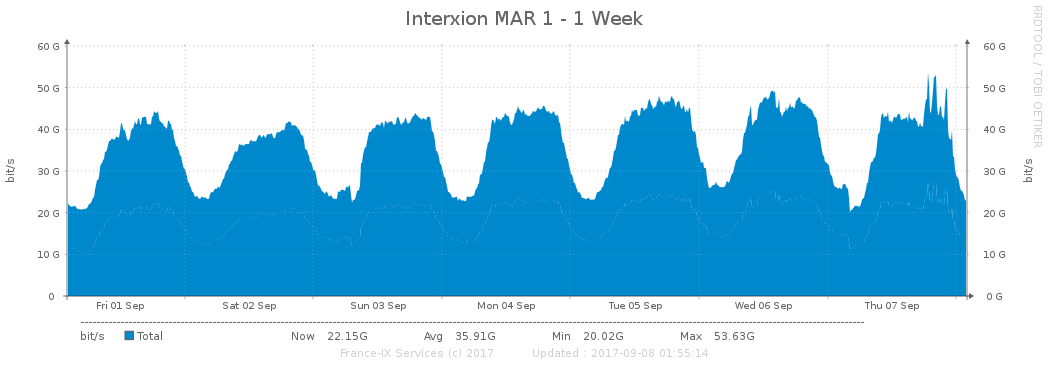 Interxion MAR 1 - 1 Week
RRDTOOL / TOBI OETIKER
60 G 60 G
50 G 50 G
40 G 40 G
30 G 30 G
20 G 20 G
10 G 10 G
0 0 G
bit/s
bit/s
Fri 01 Sep Sat 02 Sep Sun 03 Sep Mon 04 Sep Tue 05 Sep Wed 06 Sep Thu 07 Sep
bit/s Total Now 22.15G Avg 35.91G Min 20.02G Max 53.63G
France-IX Services (c) 2017 Updated : 2017-09-08 01:55:14